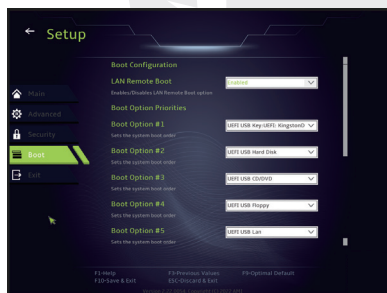 Setup
Boot Configuration
LAN Remote Boot
Enabled
Enables/Disables LAN Remote Boot option
Main
Advanced
Security
Boot
Exit
Boot Option Priorities
Boot Option #1
UEFI USB Key:UEFI: KingstonD
Sets the system boot order
Boot Option #2
UEFI USB Hard Disk
Sets the system boot order
Boot Option #3
UEFI USB CD/DVD
Sets the system boot order
Boot Option #4
UEFI USB Floppy
Sets the system boot order
Boot Option #5
UEFI USB Lan
Sets the system boot order
F1-Help
F5-Previous Values
F9-Optimal Default
F10-Save & Exit
ESC-Discard & Exit